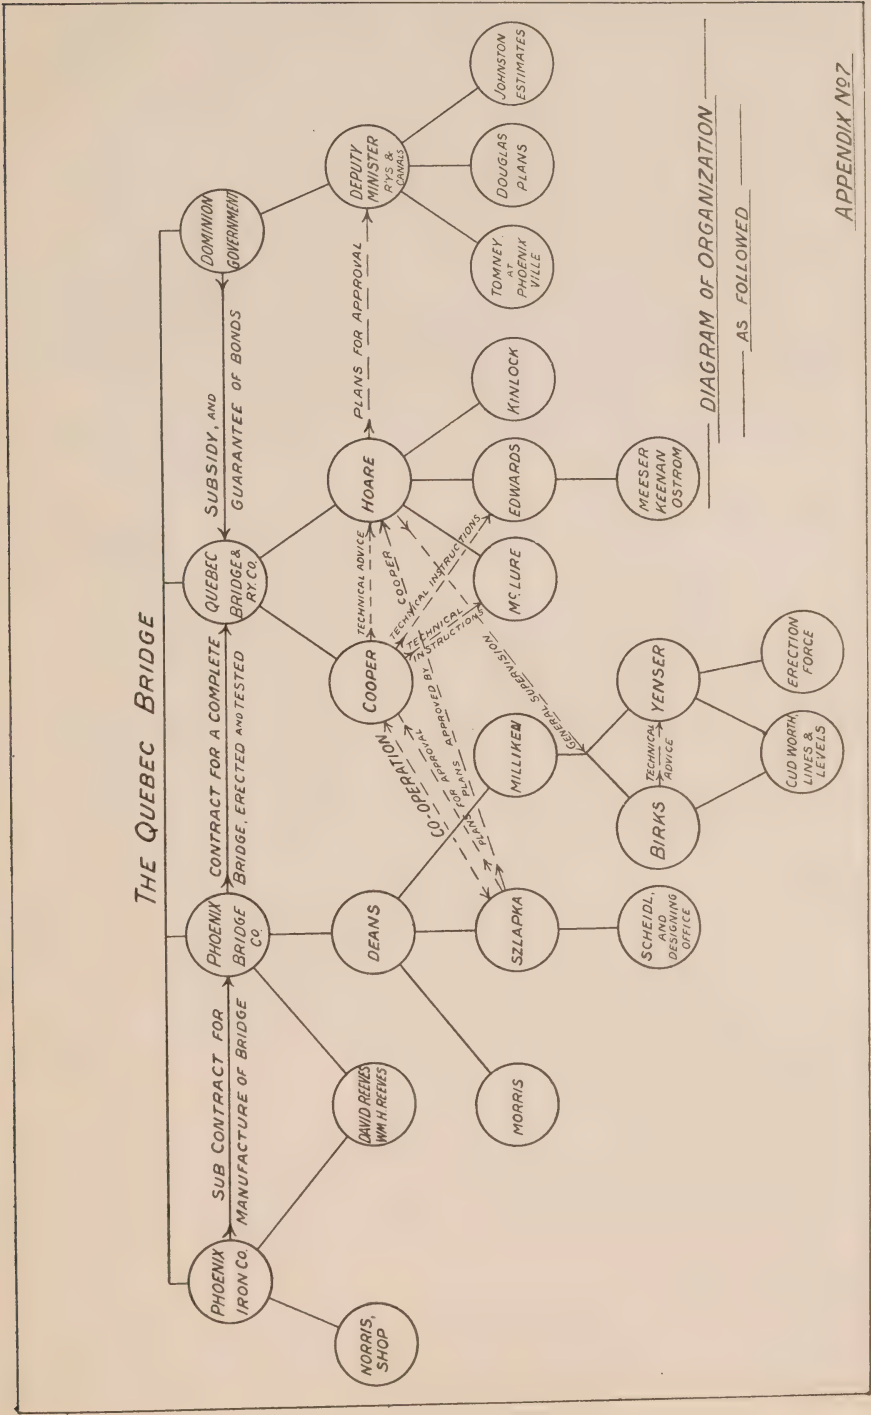 THE QUEBEC BRIDGE
PHOENIX
IRON CO.
SUB CONTRACT FOR
MANUFACTURE OF BRIDGE
PHOENIX
BRIDGE
CO.
CONTRACT FOR A COMPLETE
BRIDGE, ERECTED AND TESTED
QUEBEC
BRIDGE &
RY. CO.
SUBSIDY, AND
GUARANTEE OF BONDS
DOMINION
GOVERNMENT
NORRIS,
SHOP
DAVID REEVES
WM. H. REEVES
DEANS
COOPER
TECHNICAL ADVICE
HOARE
PLANS FOR APPROVAL
DEPUTY
MINISTER
R'YS &
CANALS
CO-OPERATION
PLANS FOR APPROVAL
PLANS APPROVED BY
COOPER
TECHNICAL INSTRUCTIONS
TECHNICAL
INSTRUCTIONS
GENERAL SUPERVISION
MORRIS
SZLAPKA
MILLIKEN
Mc. LURE
EDWARDS
KINLOCK
TOMNEY.
AT
PHOENIX
VILLE
DOUGLAS
PLANS
JOHNSTON
ESTIMATES
SCHEIDL,
AND
DESIGNING
OFFICE
BIRKS
TECHNICAL
ADVICE
YENSER
MEESER
KEENAN
OSTROM
CUDWORTH,
LINES &
LEVELS
ERECTION
FORCE
DIAGRAM OF ORGANIZATION
AS FOLLOWED
APPENDIX No 7